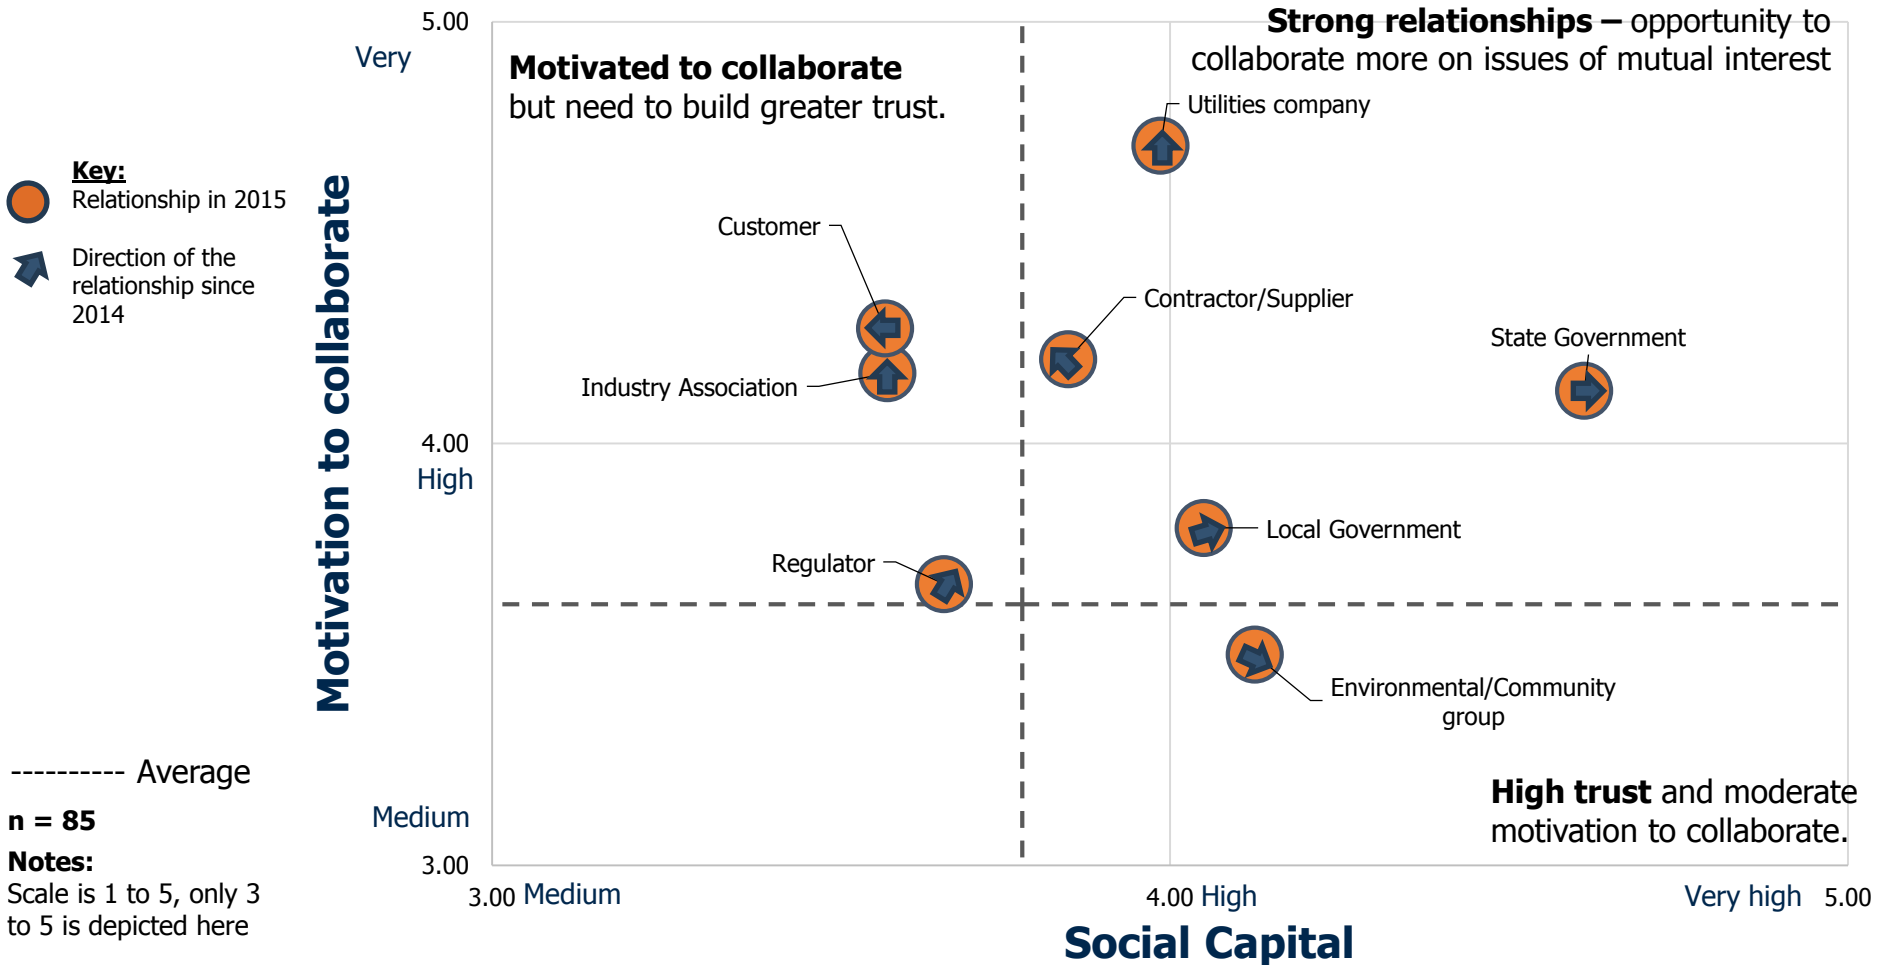 5.00
Very
Strong relationships – opportunity to
collaborate more on issues of mutual interest
Motivated to collaborate
but need to build greater trust.
Utilities company
Key:
Relationship in 2015
Direction of the
relationship since
2014
Motivation to collaborate
Customer
Contractor/Supplier
State Government
Industry Association
4.00
High
Local Government
Regulator
Environmental/Community
group
---------- Average
n = 85
Notes:
Scale is 1 to 5, only 3
to 5 is depicted here
Medium
3.00
High trust and moderate
motivation to collaborate.
3.00 Medium
4.00 High
Very high 5.00
Social Capital